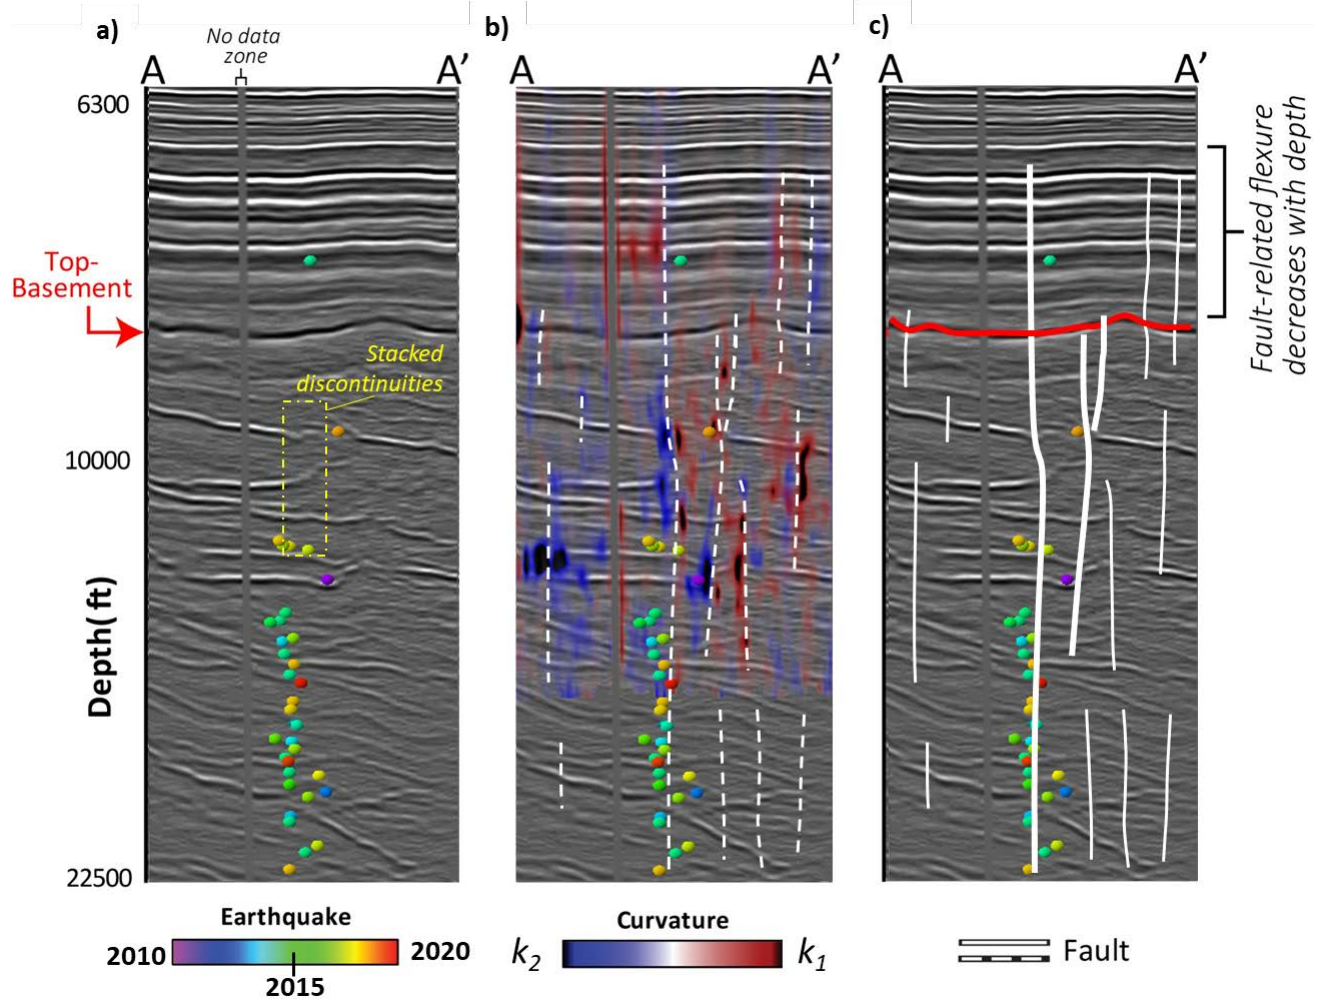 a)
b)
c)
No data
zone
A
A’
A
A’
A
A’
6300
Top-
Basement
Stacked
discontinuities
10000
Depth( ft)
22500
Fault-related flexure
decreases with depth
Earthquake
2010
2020
2015
Curvature
k2
k1
Fault